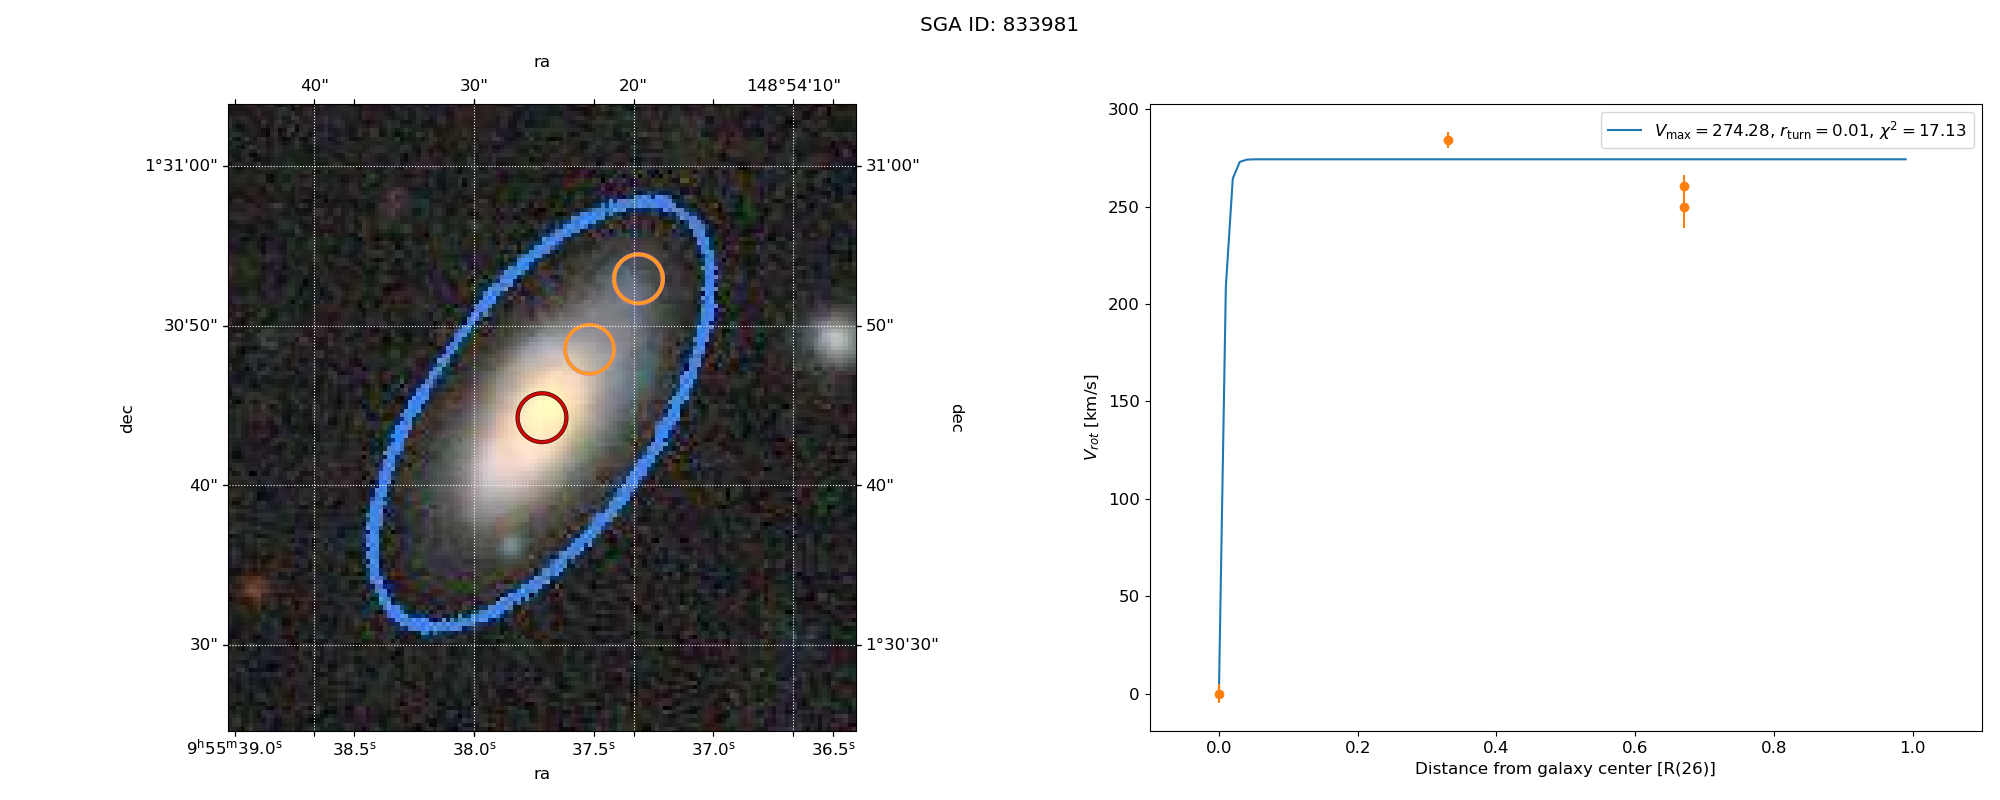 SGA ID: 833981
ra
40" 30" 20" 148°54'10"
1°31'00"
30'50"
40"
30"
dec
31'00"
50"
40"
1°30'30"
dec
9ʰ55ᵐ39.0ˢ 38.5ˢ 38.0ˢ 37.5ˢ 37.0ˢ 36.5ˢ
ra
300
250
200
150
100
50
0
V_rot [km/s]
V_max = 274.28, r_turn = 0.01, χ² = 17.13
0.0 0.2 0.4 0.6 0.8 1.0
Distance from galaxy center [R(26)]